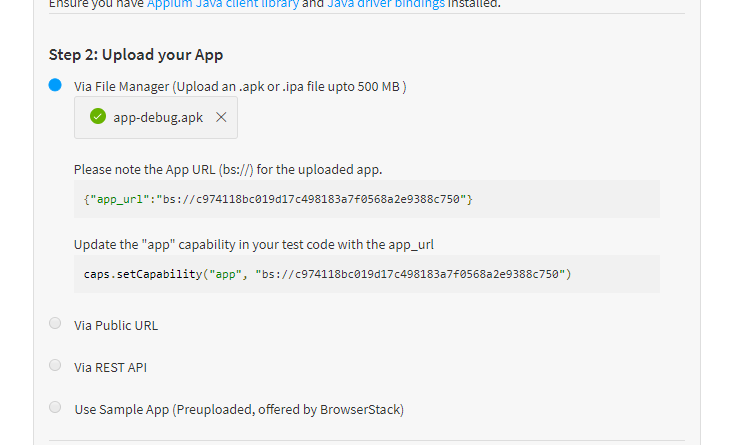 Ensure you have Appium Java client library and Java driver bindings installed.
Step 2: Upload your App
Via File Manager (Upload an .apk or .ipa file upto 500 MB )
app-debug.apk
Please note the App URL (bs://) for the uploaded app.
{"app_url":"bs://c974118bc019d17c498183a7f0568a2e9388c750"}
Update the "app" capability in your test code with the app_url
caps.setCapability("app", "bs://c974118bc019d17c498183a7f0568a2e9388c750")
Via Public URL
Via REST API
Use Sample App (Preuploaded, offered by BrowserStack)